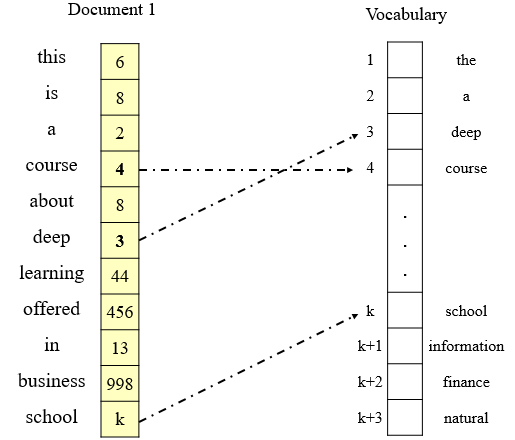 Document 1
this 6
is 8
a 2
course 4
about 8
deep 3
learning 44
offered 456
in 13
business 998
school k
Vocabulary
1 the
2 a
3 deep
4 course
.
.
.
k school
k+1 information
k+2 finance
k+3 natural